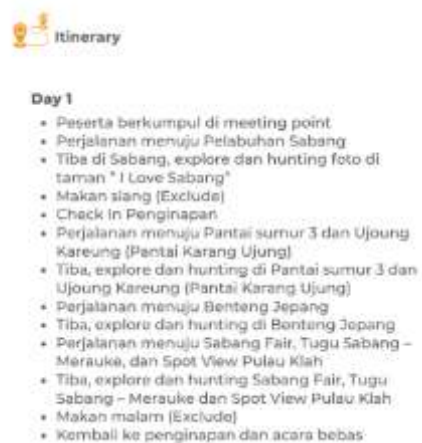 Itinerary
Day 1
• Peserta berkumpul di meeting point
• Perjalanan menuju Pelabuhan Sabang
• Tiba di Sabang, explore dan hunting foto di
taman " I Love Sabang"
• Makan siang (Exclude)
• Check In Penginapan
• Perjalanan menuju Pantai sumur 3 dan Ujoung
Kareung (Pantai Karang Ujung)
• Tiba, explore dan hunting di Pantai sumur 3 dan
Ujoung Kareung (Pantai Karang Ujung)
• Perjalanan menuju Benteng Jepang
• Tiba, explore dan hunting di Benteng Jepang
• Perjalanan menuju Sabang Fair, Tugu Sabang –
Merauke, dan Spot View Pulau Klah
• Tiba, explore dan hunting Sabang Fair, Tugu
Sabang – Merauke dan Spot View Pulau Klah
• Makan malam (Exclude)
• Kembali ke penginapan dan acara bebas